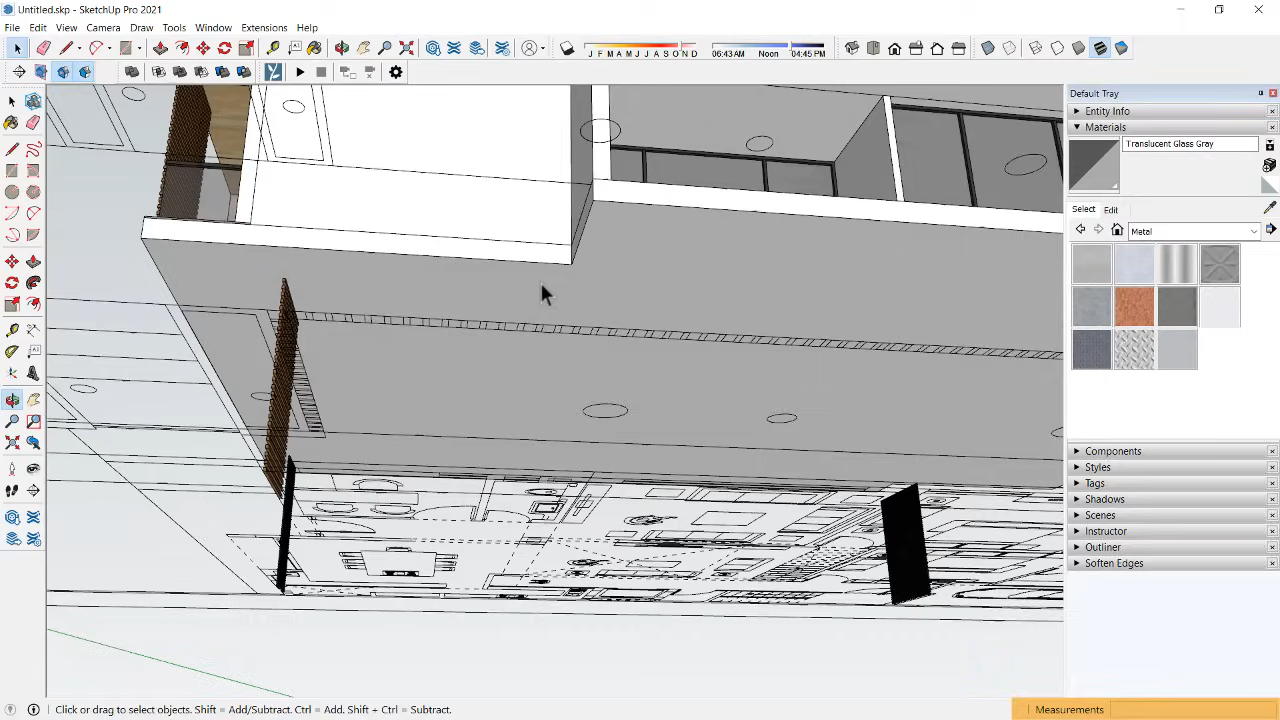 Untitled.skp - SketchUp Pro 2021
File Edit View Camera Draw Tools Window Extensions Help
J F M A M J J A S O N D
06:43 AM Noon 04:45 PM
Default Tray
Entity Info
Materials
Translucent Glass Gray
Select Edit
Metal
Components
Styles
Tags
Shadows
Scenes
Instructor
Outliner
Soften Edges
Click or drag to select objects. Shift = Add/Subtract. Ctrl = Add. Shift + Ctrl = Subtract.
Measurements